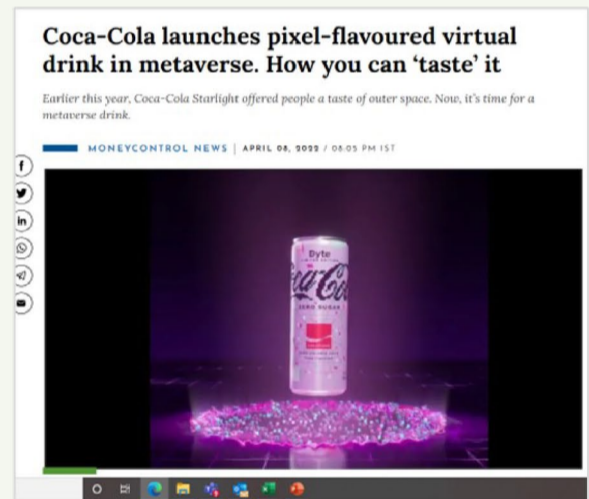 Coca-Cola launches pixel-flavoured virtual
drink in metaverse. How you can ‘taste’ it
Earlier this year, Coca-Cola Starlight offered people a taste of outer space. Now, it's time for a
metaverse drink.
MONEYCONTROL NEWS | APRIL 08, 2022 / 08:05 PM IST
Byte
ca-Co
ZERO SUGAR